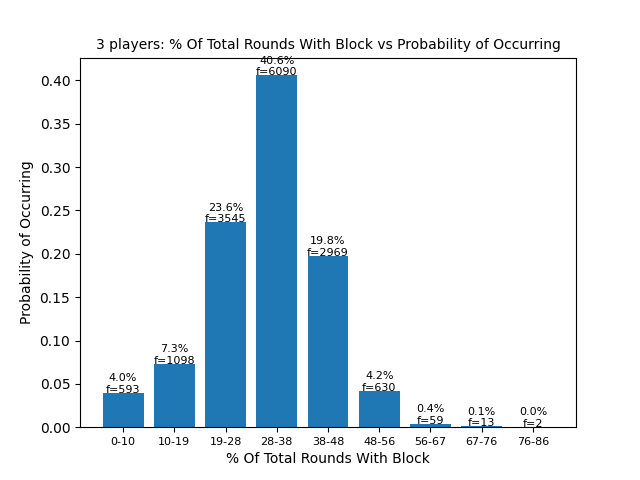 3 players: % Of Total Rounds With Block vs Probability of Occurring
Probability of Occurring
0.40
0.35
0.30
0.25
0.20
0.15
0.10
0.05
0.00
4.0%
f=593
7.3%
f=1098
23.6%
f=3545
40.6%
f=6090
19.8%
f=2969
4.2%
f=630
0.4%
f=59
0.1%
f=13
0.0%
f=2
0-10
10-19
19-28
28-38
38-48
48-56
56-67
67-76
76-86
% Of Total Rounds With Block